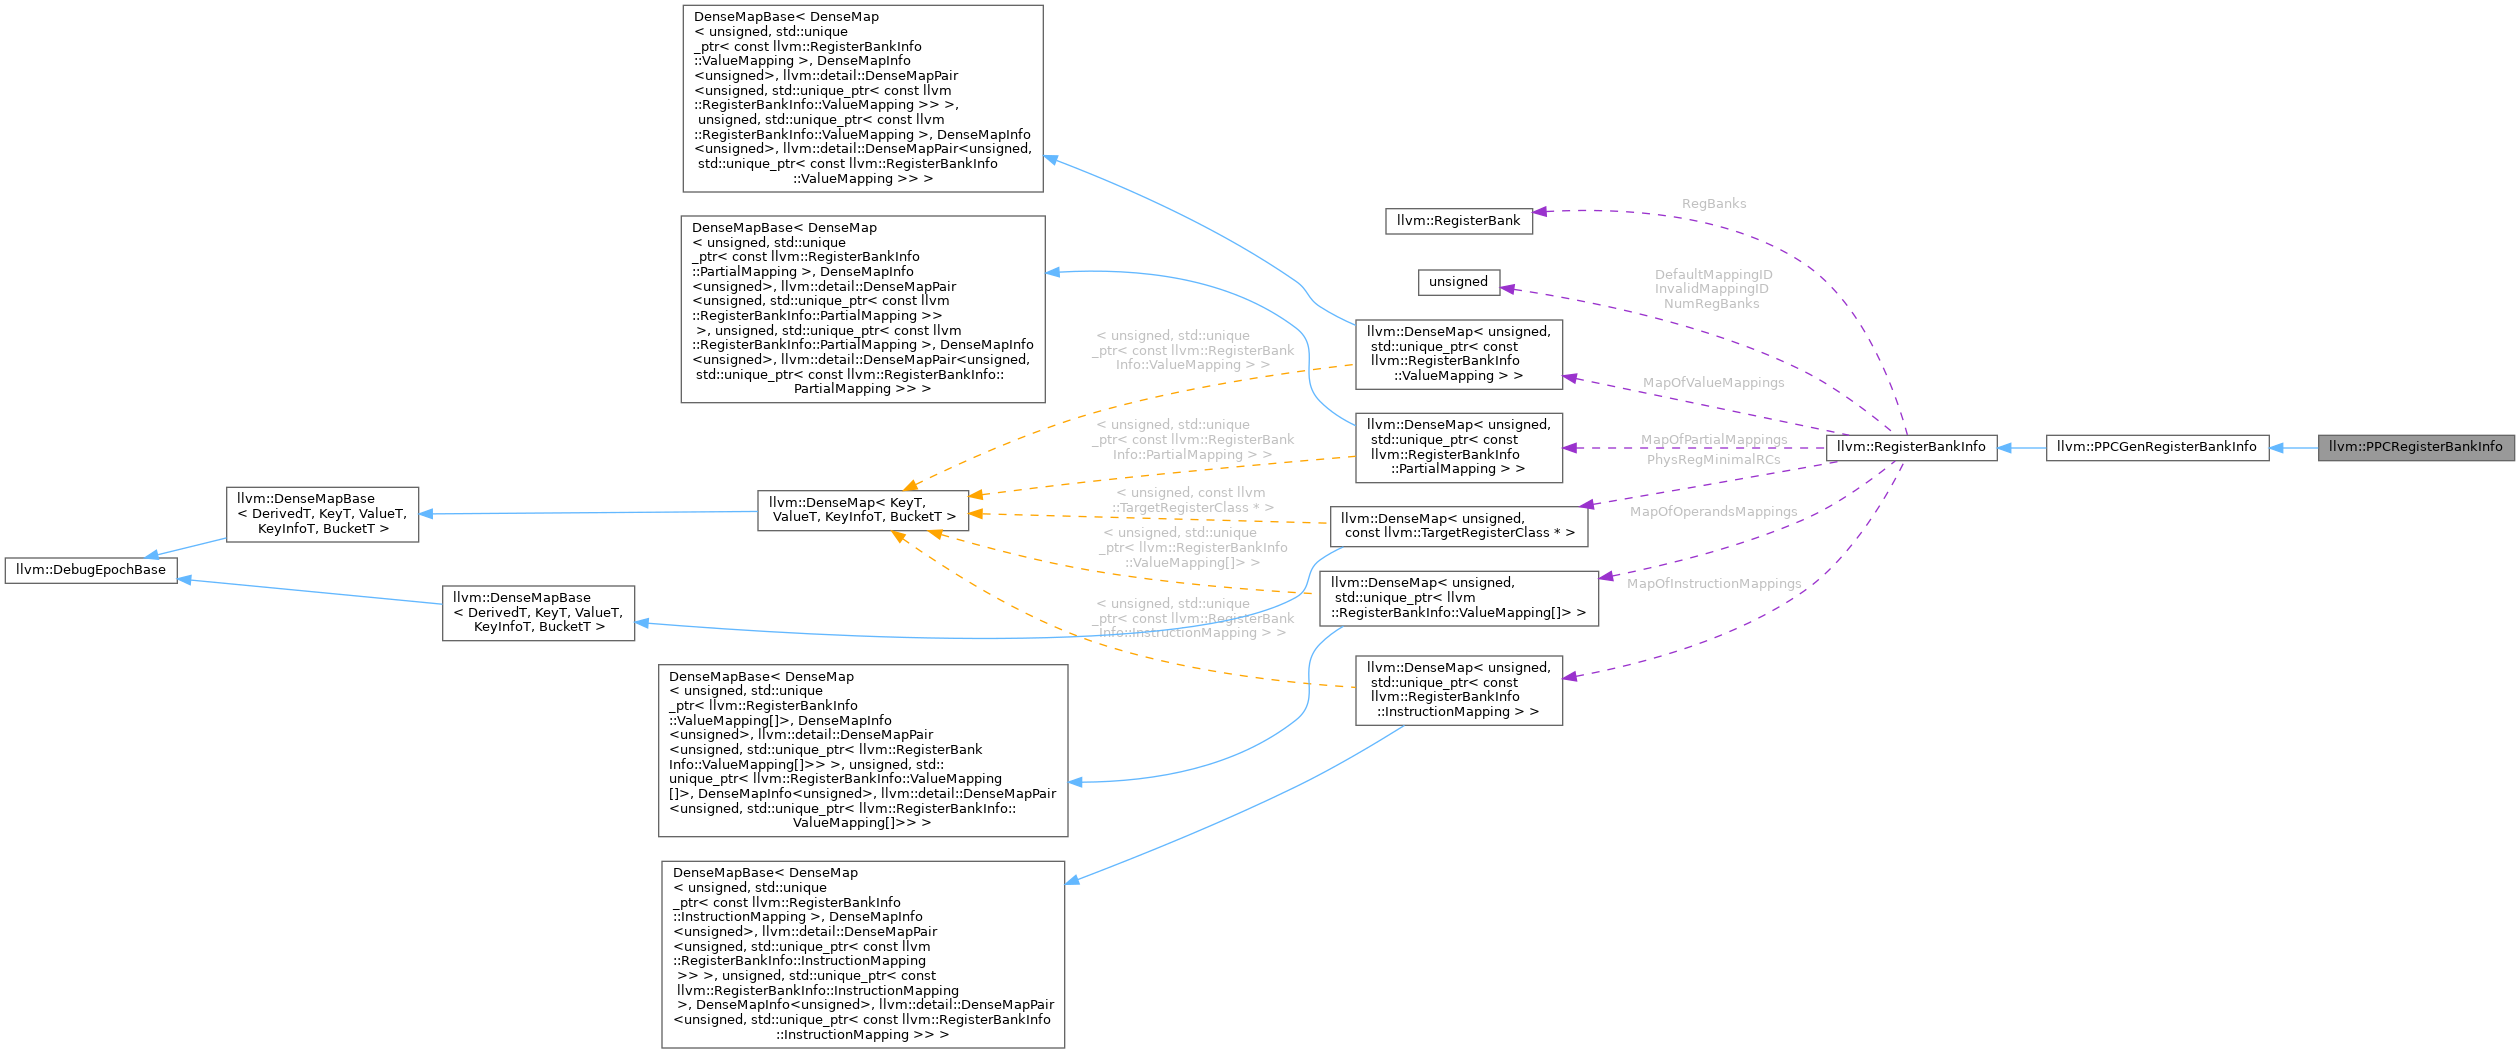 DenseMapBase< DenseMap
< unsigned, std::unique
_ptr< const llvm::RegisterBankInfo
::ValueMapping >, DenseMapInfo
<unsigned>, llvm::detail::DenseMapPair
<unsigned, std::unique_ptr< const llvm
::RegisterBankInfo::ValueMapping >> >,
unsigned, std::unique_ptr< const llvm
::RegisterBankInfo::ValueMapping >, DenseMapInfo
<unsigned>, llvm::detail::DenseMapPair<unsigned,
std::unique_ptr< const llvm::RegisterBankInfo
::ValueMapping >> >
DenseMapBase< DenseMap
< unsigned, std::unique
_ptr< const llvm::RegisterBankInfo
::PartialMapping >, DenseMapInfo
<unsigned>, llvm::detail::DenseMapPair
<unsigned, std::unique_ptr< const llvm
::RegisterBankInfo::PartialMapping >>
>, unsigned, std::unique_ptr< const llvm
::RegisterBankInfo::PartialMapping >, DenseMapInfo
<unsigned>, llvm::detail::DenseMapPair<unsigned,
std::unique_ptr< const llvm::RegisterBankInfo::
PartialMapping >> >
llvm::RegisterBank
RegBanks
unsigned
DefaultMappingID
InvalidMappingID
NumRegBanks
< unsigned, std::unique
_ptr< const llvm::RegisterBank
Info::ValueMapping > >
llvm::DenseMap< unsigned,
std::unique_ptr< const
llvm::RegisterBankInfo
::ValueMapping > >
MapOfValueMappings
< unsigned, std::unique
_ptr< const llvm::RegisterBank
Info::PartialMapping > >
llvm::DenseMap< unsigned,
std::unique_ptr< const
llvm::RegisterBankInfo
::PartialMapping > >
MapOfPartialMappings
PhysRegMinimalRCs
llvm::RegisterBankInfo
llvm::PPCGenRegisterBankInfo
llvm::PPCRegisterBankInfo
llvm::DenseMapBase
< DerivedT, KeyT, ValueT,
KeyInfoT, BucketT >
llvm::DenseMap< KeyT,
ValueT, KeyInfoT, BucketT >
< unsigned, const llvm
::TargetRegisterClass * >
llvm::DenseMap< unsigned,
const llvm::TargetRegisterClass * >
MapOfOperandsMappings
< unsigned, std::unique
_ptr< llvm::RegisterBankInfo
::ValueMapping[]> >
llvm::DebugEpochBase
llvm::DenseMapBase
< DerivedT, KeyT, ValueT,
KeyInfoT, BucketT >
llvm::DenseMap< unsigned,
std::unique_ptr< llvm
::RegisterBankInfo::ValueMapping[]> >
MapOfInstructionMappings
< unsigned, std::unique
_ptr< const llvm::RegisterBank
Info::InstructionMapping > >
llvm::DenseMap< unsigned,
std::unique_ptr< const
llvm::RegisterBankInfo
::InstructionMapping > >
DenseMapBase< DenseMap
< unsigned, std::unique
_ptr< llvm::RegisterBankInfo
::ValueMapping[]>, DenseMapInfo
<unsigned>, llvm::detail::DenseMapPair
<unsigned, std::unique_ptr< llvm::RegisterBank
Info::ValueMapping[]>> >, unsigned, std::
unique_ptr< llvm::RegisterBankInfo::ValueMapping
[]>, DenseMapInfo<unsigned>, llvm::detail::DenseMapPair
<unsigned, std::unique_ptr< llvm::RegisterBankInfo::
ValueMapping[]>> >
DenseMapBase< DenseMap
< unsigned, std::unique
_ptr< const llvm::RegisterBankInfo
::InstructionMapping >, DenseMapInfo
<unsigned>, llvm::detail::DenseMapPair
<unsigned, std::unique_ptr< const llvm
::RegisterBankInfo::InstructionMapping
>> >, unsigned, std::unique_ptr< const
llvm::RegisterBankInfo::InstructionMapping
>, DenseMapInfo<unsigned>, llvm::detail::DenseMapPair
<unsigned, std::unique_ptr< const llvm::RegisterBankInfo
::InstructionMapping >> >